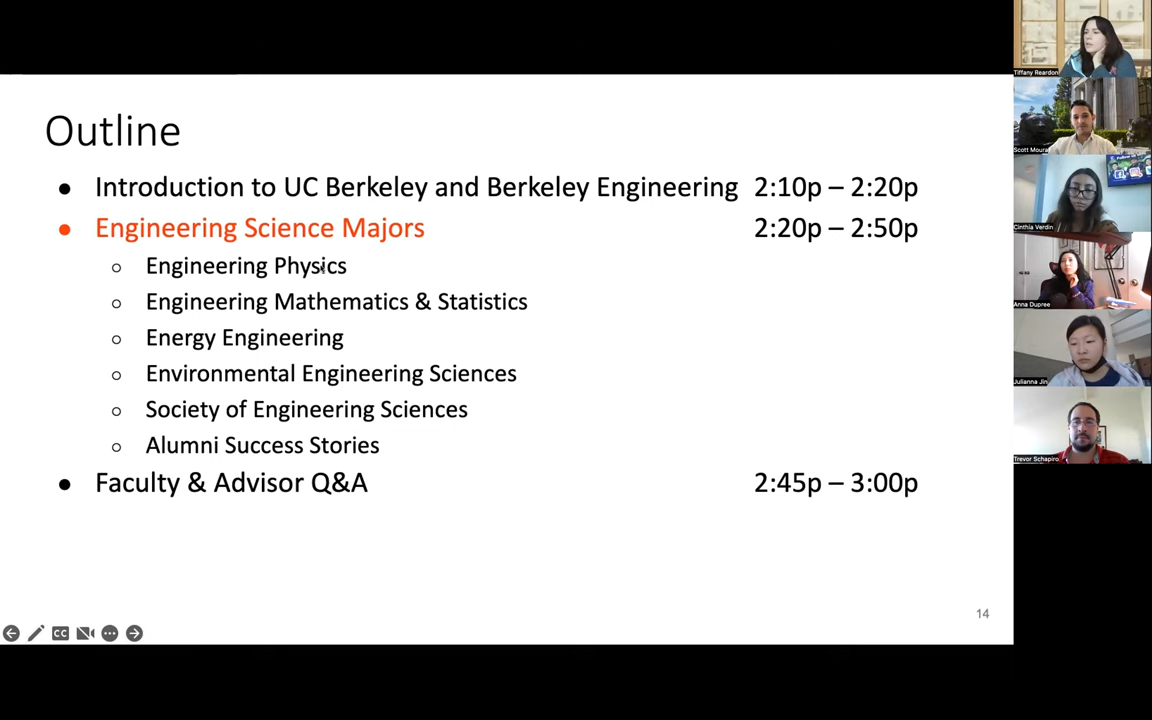 Outline
Introduction to UC Berkeley and Berkeley Engineering 2:10p – 2:20p
Engineering Science Majors 2:20p – 2:50p
Engineering Physics
Engineering Mathematics & Statistics
Energy Engineering
Environmental Engineering Sciences
Society of Engineering Sciences
Alumni Success Stories
Faculty & Advisor Q&A 2:45p – 3:00p
14
CC
Tiffany Reardon
Scott Moura
Cinthia Verdin
Anna Dupree
Julianna Jin
Trevor Schapiro